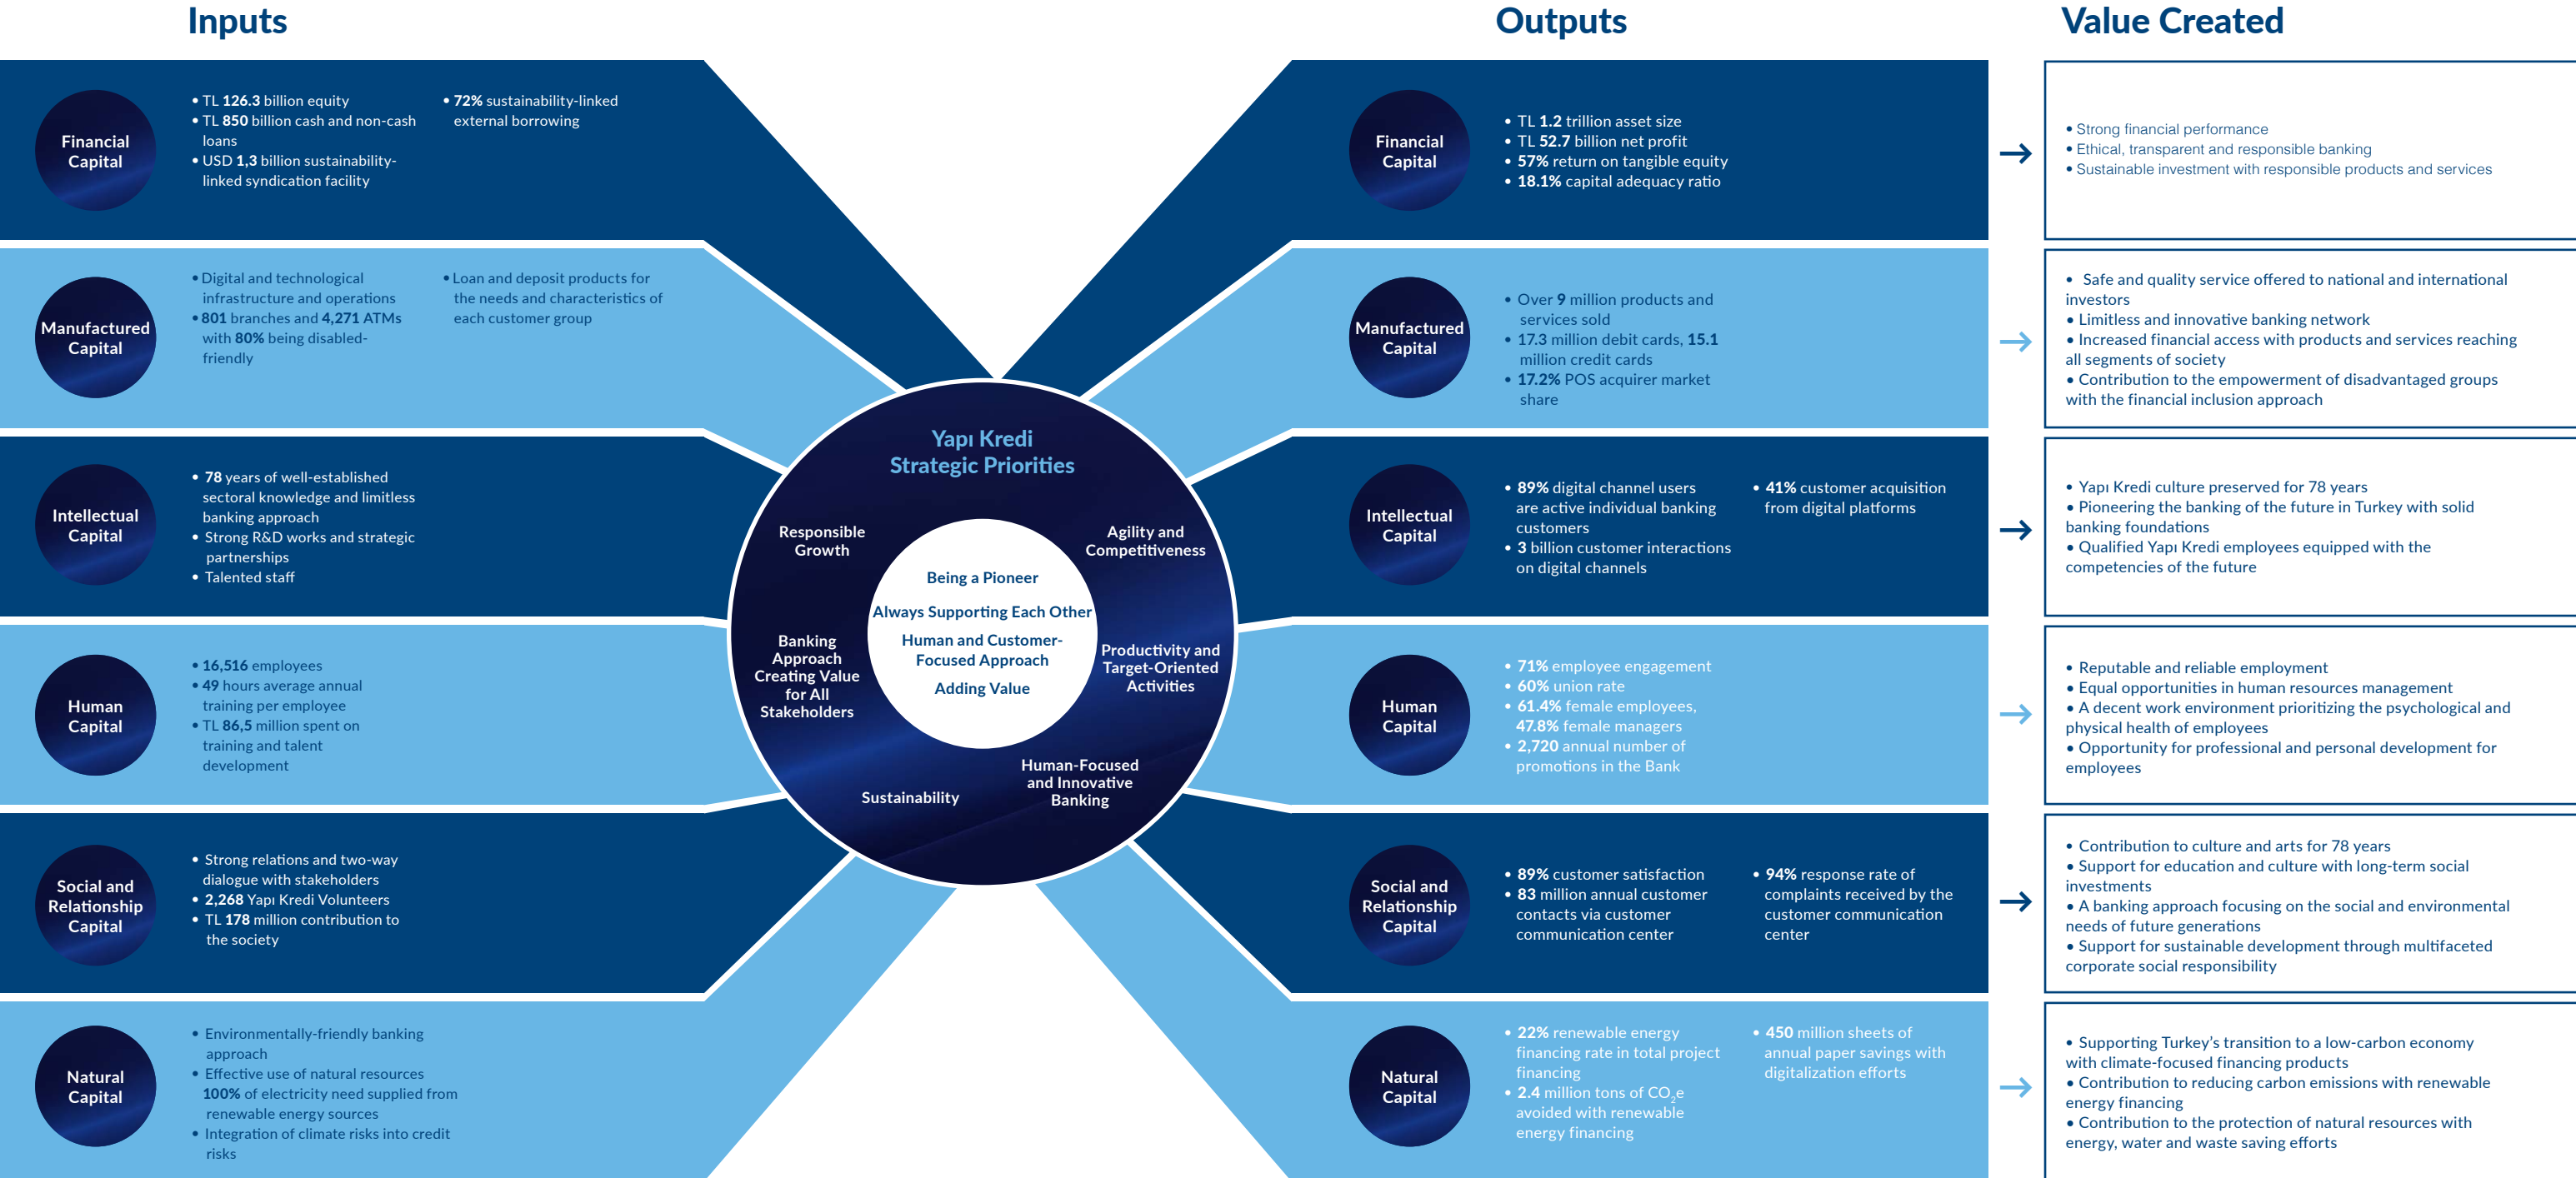 Inputs
Outputs
Value Created
Financial
Capital
• TL 126.3 billion equity
• TL 850 billion cash and non-cash
loans
• USD 1,3 billion sustainability-
linked syndication facility
• 72% sustainability-linked
external borrowing
Manufactured
Capital
• Digital and technological
infrastructure and operations
• 801 branches and 4,271 ATMs
with 80% being disabled-
friendly
• Loan and deposit products for
the needs and characteristics of
each customer group
Intellectual
Capital
• 78 years of well-established
sectoral knowledge and limitless
banking approach
• Strong R&D works and strategic
partnerships
• Talented staff
Human
Capital
• 16,516 employees
• 49 hours average annual
training per employee
• TL 86,5 million spent on
training and talent
development
Social and
Relationship
Capital
• Strong relations and two-way
dialogue with stakeholders
• 2,268 Yapı Kredi Volunteers
• TL 178 million contribution to
the society
Natural
Capital
• Environmentally-friendly banking
approach
• Effective use of natural resources
100% of electricity need supplied from
renewable energy sources
• Integration of climate risks into credit
risks
Yapı Kredi
Strategic Priorities
Responsible
Growth
Agility and
Competitiveness
Banking
Approach
Creating Value
for All
Stakeholders
Productivity and
Target-Oriented
Activities
Sustainability
Human-Focused
and Innovative
Banking
Being a Pioneer
Always Supporting Each Other
Human and Customer-
Focused Approach
Adding Value
Financial
Capital
• TL 1.2 trillion asset size
• TL 52.7 billion net profit
• 57% return on tangible equity
• 18.1% capital adequacy ratio
Manufactured
Capital
• Over 9 million products and
services sold
• 17.3 million debit cards, 15.1
million credit cards
• 17.2% POS acquirer market
share
Intellectual
Capital
• 89% digital channel users
are active individual banking
customers
• 3 billion customer interactions
on digital channels
• 41% customer acquisition
from digital platforms
Human
Capital
• 71% employee engagement
• 60% union rate
• 61.4% female employees,
47.8% female managers
• 2,720 annual number of
promotions in the Bank
Social and
Relationship
Capital
• 89% customer satisfaction
• 83 million annual customer
contacts via customer
communication center
• 94% response rate of
complaints received by the
customer communication
center
Natural
Capital
• 22% renewable energy
financing rate in total project
financing
• 2.4 million tons of CO₂e
avoided with renewable
energy financing
• 450 million sheets of
annual paper savings with
digitalization efforts
• Strong financial performance
• Ethical, transparent and responsible banking
• Sustainable investment with responsible products and services
• Safe and quality service offered to national and international
investors
• Limitless and innovative banking network
• Increased financial access with products and services reaching
all segments of society
• Contribution to the empowerment of disadvantaged groups
with the financial inclusion approach
• Yapı Kredi culture preserved for 78 years
• Pioneering the banking of the future in Turkey with solid
banking foundations
• Qualified Yapı Kredi employees equipped with the
competencies of the future
• Reputable and reliable employment
• Equal opportunities in human resources management
• A decent work environment prioritizing the psychological and
physical health of employees
• Opportunity for professional and personal development for
employees
• Contribution to culture and arts for 78 years
• Support for education and culture with long-term social
investments
• A banking approach focusing on the social and environmental
needs of future generations
• Support for sustainable development through multifaceted
corporate social responsibility
• Supporting Turkey's transition to a low-carbon economy
with climate-focused financing products
• Contribution to reducing carbon emissions with renewable
energy financing
• Contribution to the protection of natural resources with
energy, water and waste saving efforts